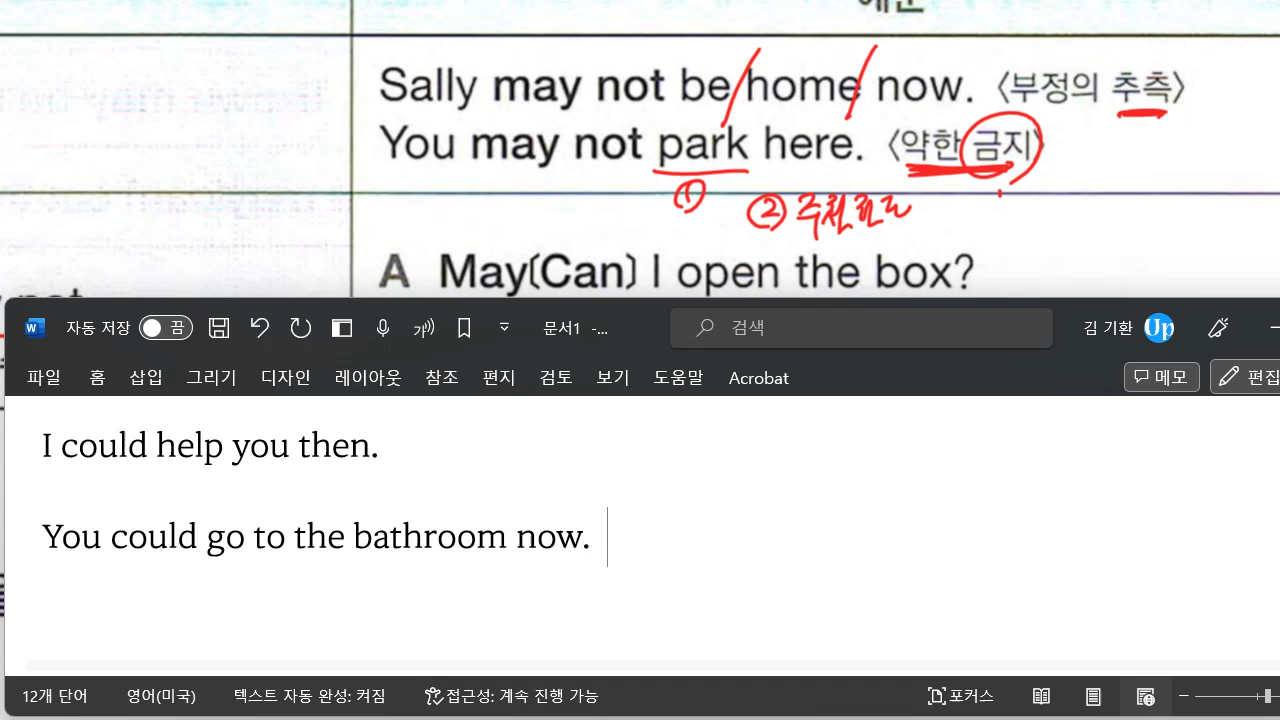 Sally may not be home now. 〈부정의 추측〉
You may not park here. 〈약한 금지〉
①
②
A May(Can) I open the box?
자동 저장 끔 가 문서1 -... 검색 김 기환 Up
파일 홈 삽입 그리기 디자인 레이아웃 참조 편지 검토 보기 도움말 Acrobat 메모 편집
I could help you then.
You could go to the bathroom now.
12개 단어 영어(미국) 텍스트 자동 완성: 켜짐 접근성: 계속 진행 가능 포커스